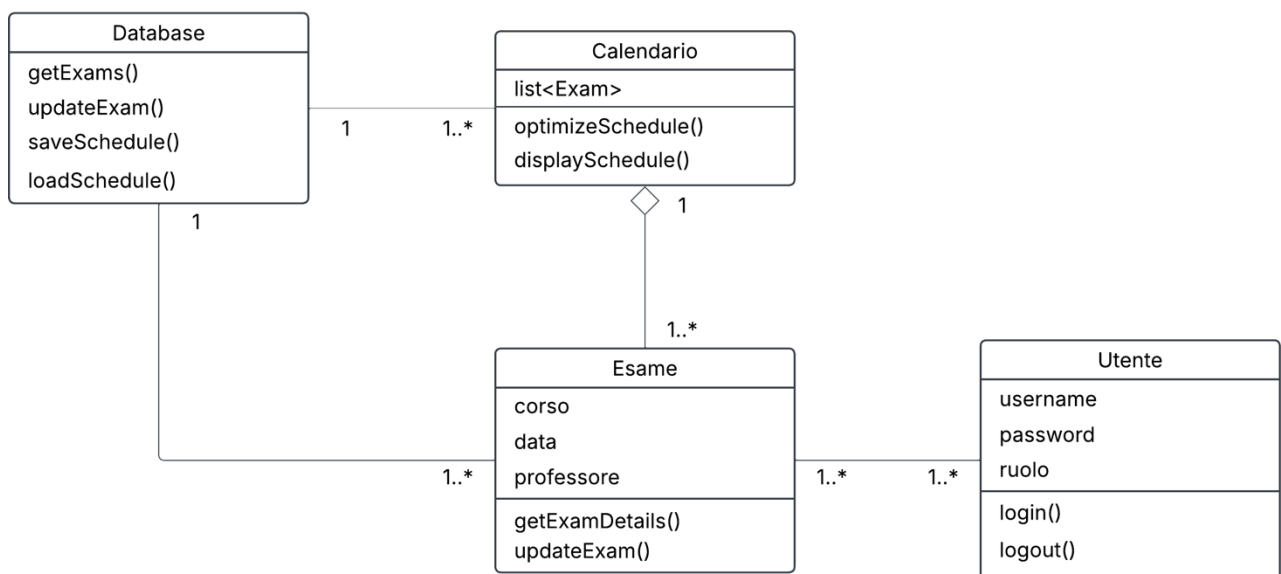 Database
getExams()
updateExam()
saveSchedule()
loadSchedule()
1
1..*
1
Calendario
list<Exam>
optimizeSchedule()
displaySchedule()
1
1..*
Esame
corso
data
professore
getExamDetails()
updateExam()
1..*
1..*
1..*
Utente
username
password
ruolo
login()
logout()